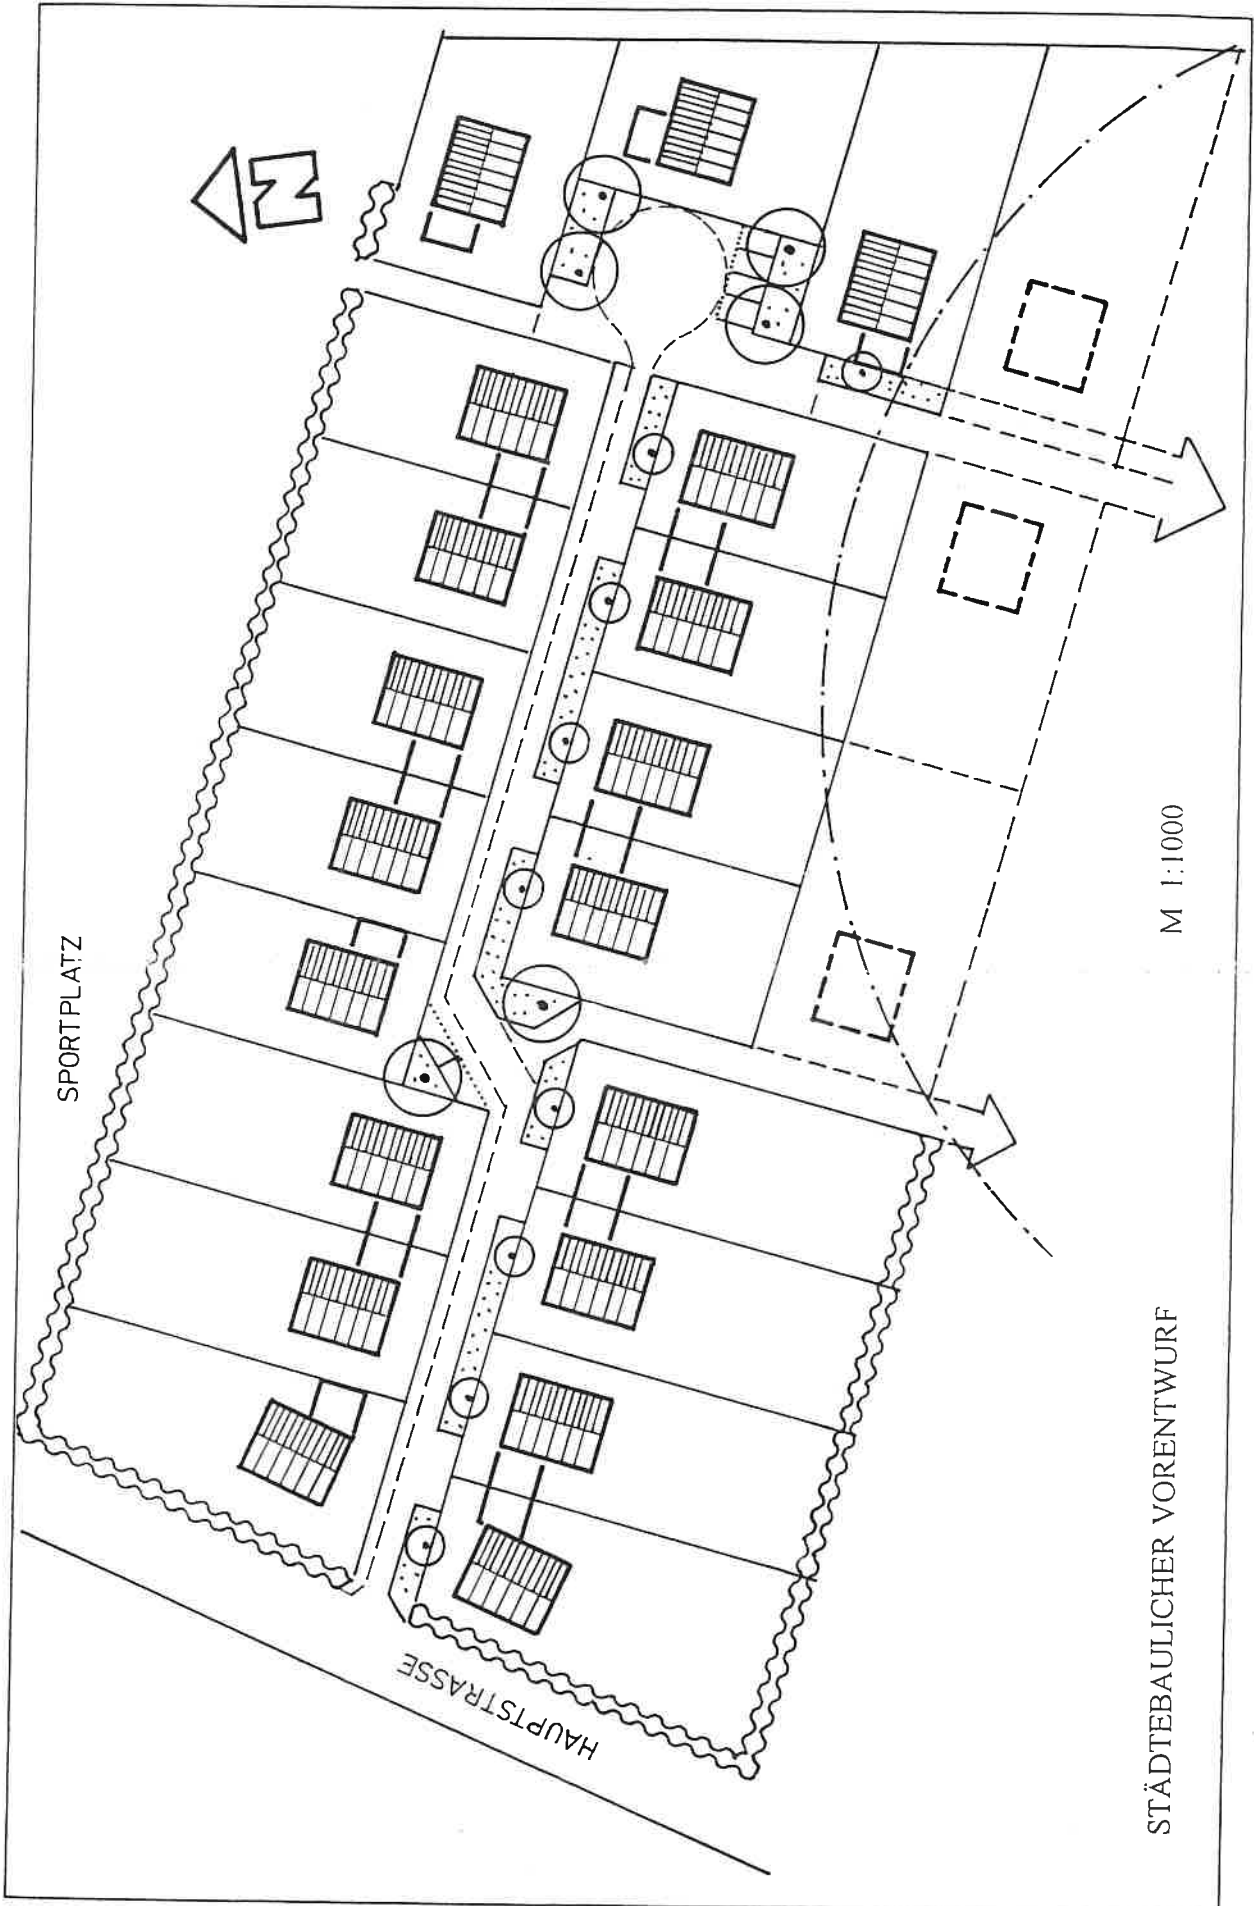 SPORTPLATZ
N
HAUPTSTRASSE
M 1:1000
STÄDTEBAULICHER VORENTWURF